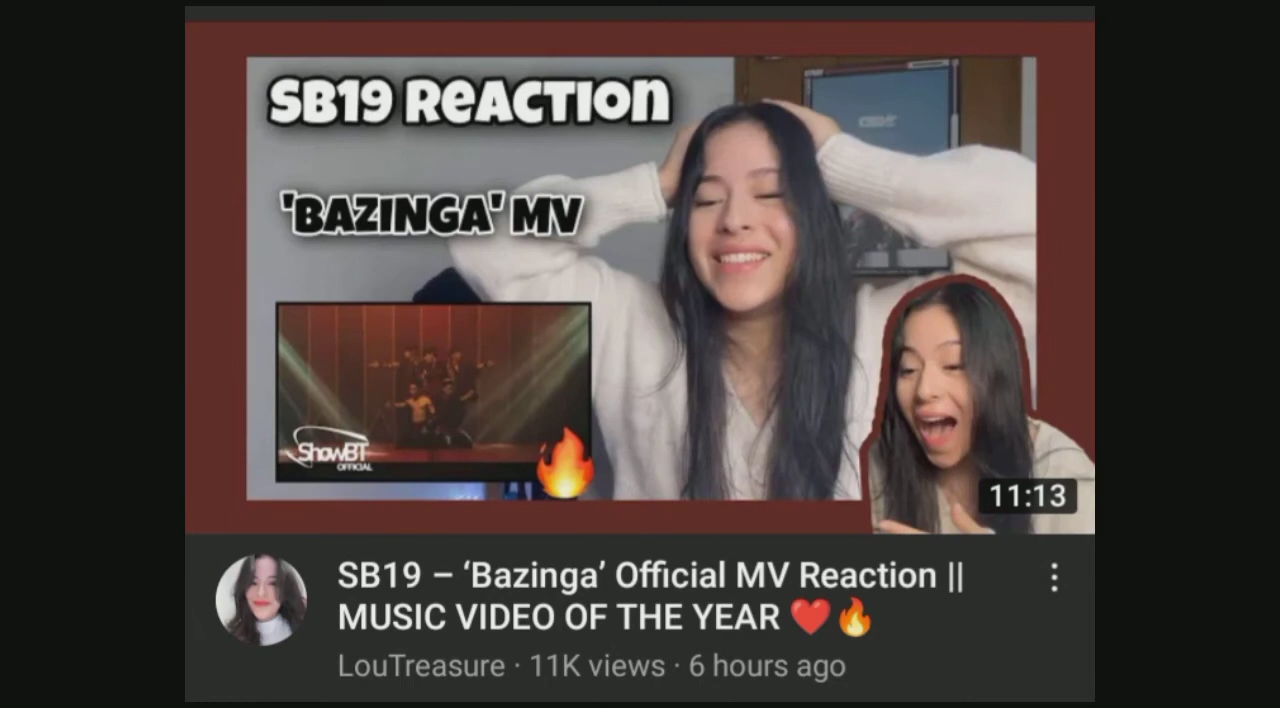 SB19 REACTION
'BAZINGA' MV
ShowBT
OFFICIAL
11:13
SB19 – ‘Bazinga’ Official MV Reaction ||
MUSIC VIDEO OF THE YEAR ❤️🔥
LouTreasure · 11K views · 6 hours ago